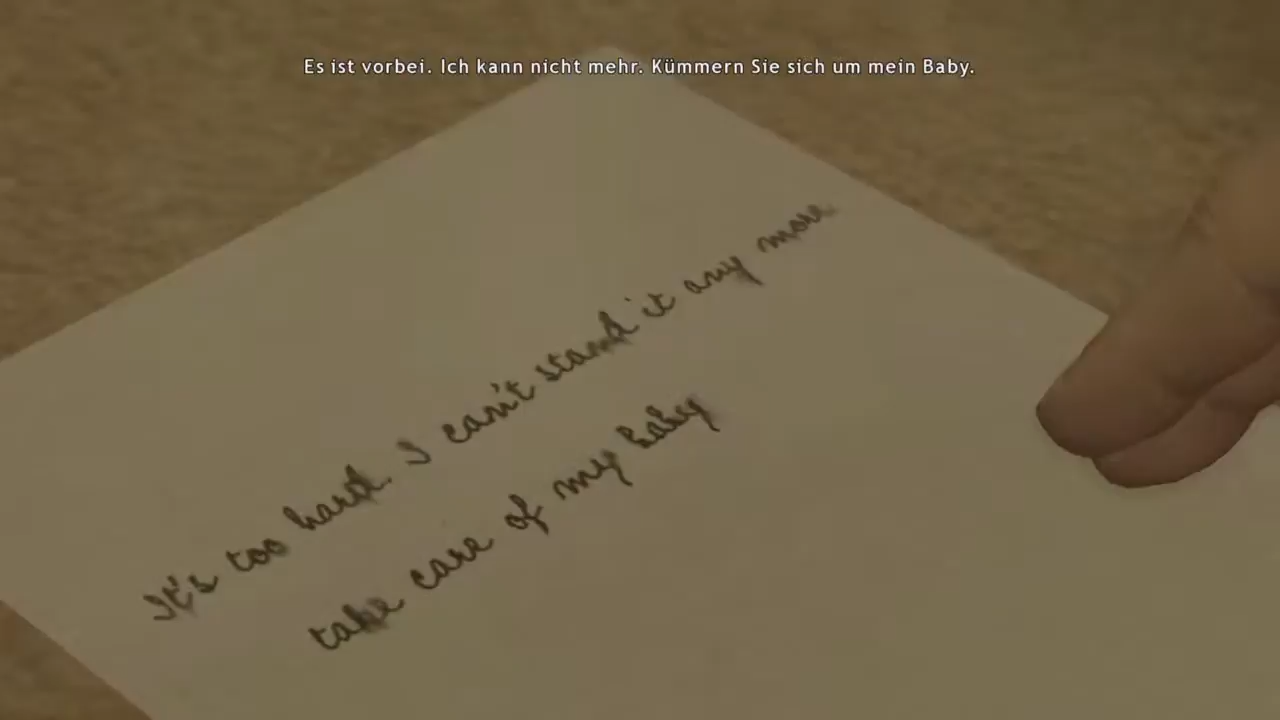 Es ist vorbei. Ich kann nicht mehr. Kümmern Sie sich um mein Baby.
It's too hard. I can't stand it any more
take care of my baby